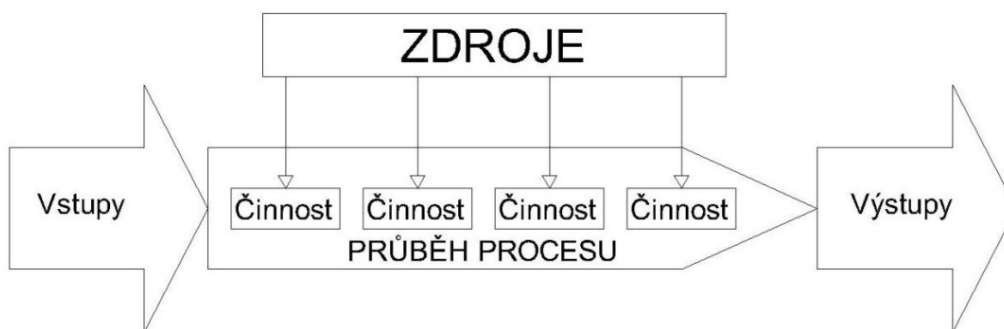 ZDROJE
Vstupy
Činnost
Činnost
Činnost
Činnost
PRŮBĚH PROCESU
Výstupy